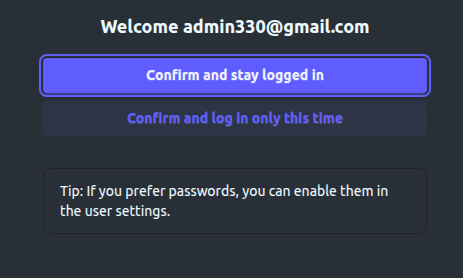 Welcome admin330@gmail.com
Confirm and stay logged in
Confirm and log in only this time
Tip: If you prefer passwords, you can enable them in
the user settings.